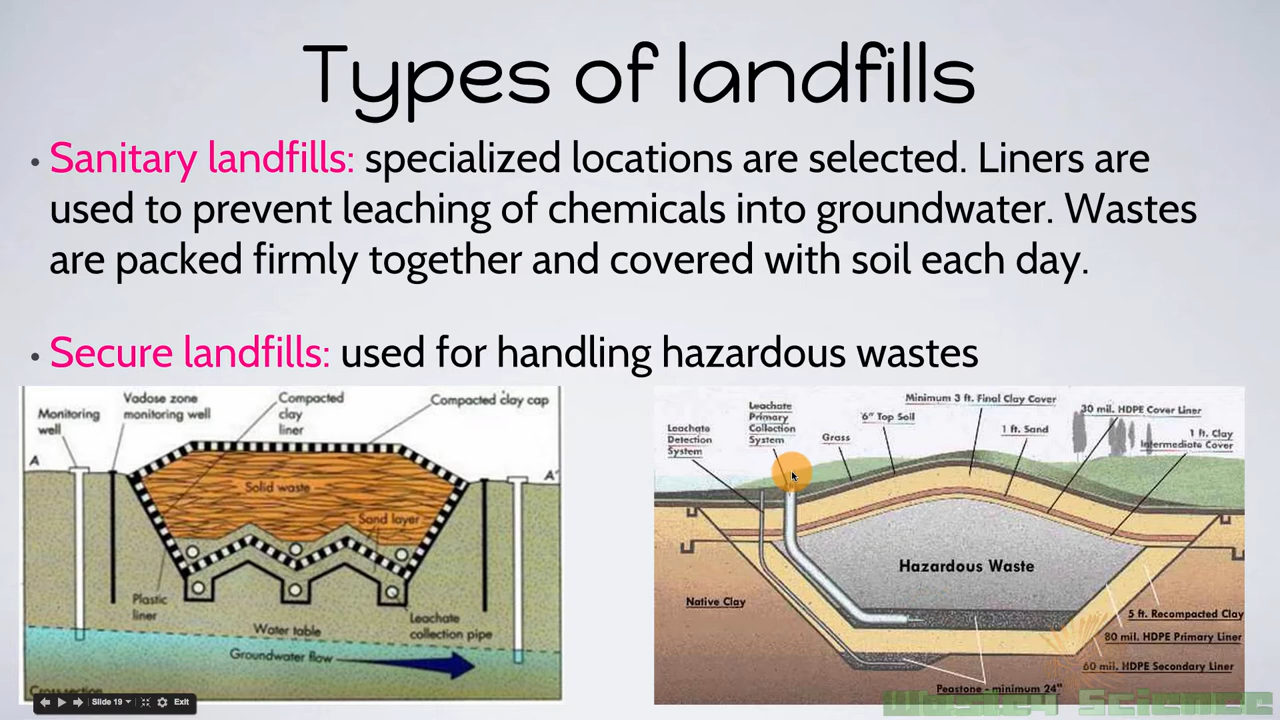 Types of landfills
• Sanitary landfills: specialized locations are selected. Liners are
used to prevent leaching of chemicals into groundwater. Wastes
are packed firmly together and covered with soil each day.
• Secure landfills: used for handling hazardous wastes
Monitoring
well
Vadose zone
monitoring well
Compacted
clay
liner
Compacted clay cap
A
A'
Solid waste
Sand layer
Plastic
liner
Leachate
collection pipe
Water table
Groundwater flow
Cross-section
Leachate
Detection
System
Leachate
Primary
Collection
System
Grass
6" Top Soil
Minimum 3 ft. Final Clay Cover
1 ft. Sand
30 mil. HDPE Cover Liner
1 ft. Clay
Intermediate Cover
Hazardous Waste
Native Clay
5 ft. Recompacted Clay
80 mil. HDPE Primary Liner
60 mil. HDPE Secondary Liner
Peastone - minimum 24"
Slide 19
Exit
Wasley Science